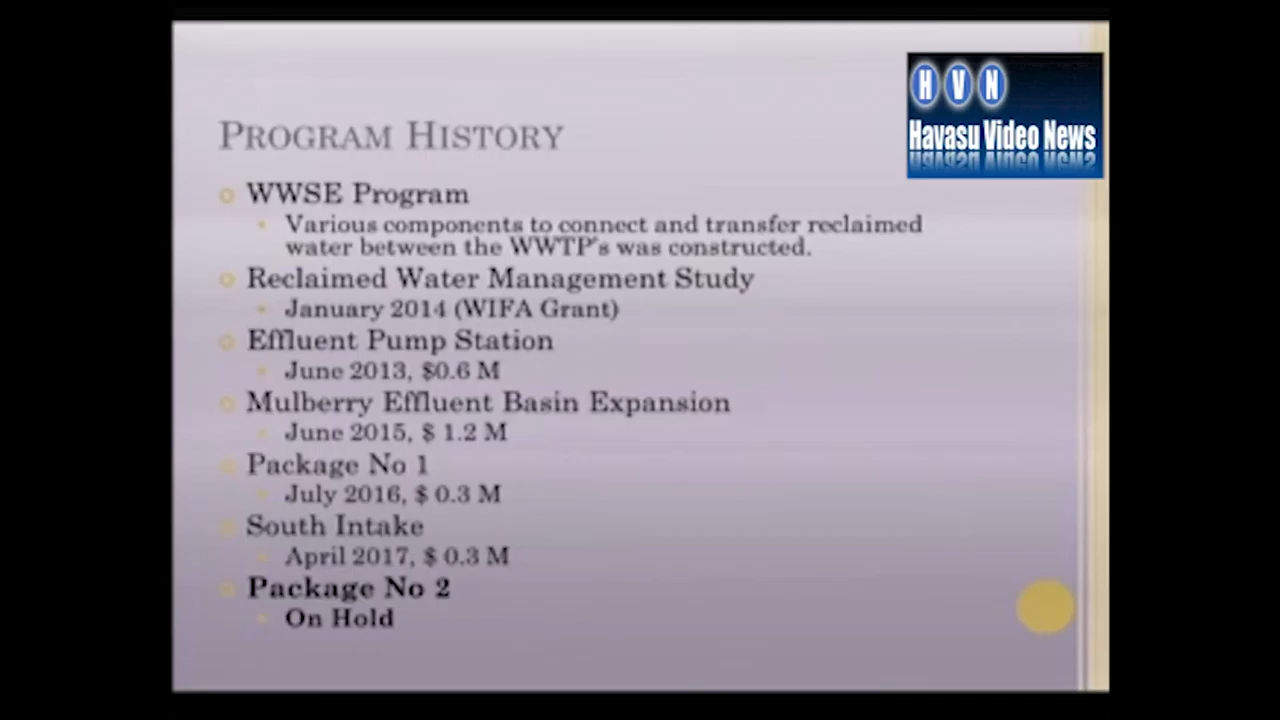 H V N
Havasu Video News
PROGRAM HISTORY
WWSE Program
Various components to connect and transfer reclaimed
water between the WWTP's was constructed.
Reclaimed Water Management Study
January 2014 (WIFA Grant)
Effluent Pump Station
June 2013, $0.6 M
Mulberry Effluent Basin Expansion
June 2015, $ 1.2 M
Package No 1
July 2016, $ 0.3 M
South Intake
April 2017, $ 0.3 M
Package No 2
On Hold